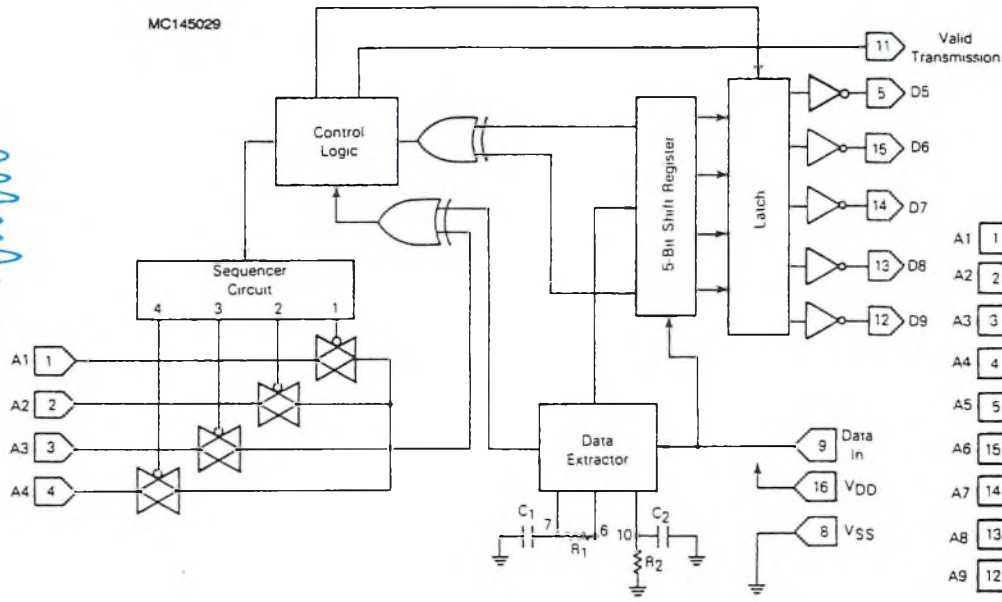 MC145029
11
Valid
Transmission
Control
Logic
5 D5
15 D6
14 D7
13 D8
12 D9
5-Bit Shift Register
Latch
Sequencer
Circuit
4 3 2 1
A1 1
A2 2
A3 3
A4 4
Data
Extractor
9 Data
In
16 VDD
8 VSS
C1 7 R1 6 10 C2
R2
A1 1
A2 2
A3 3
A4 4
A5 5
A6 15
A7 14
A8 13
A9 12